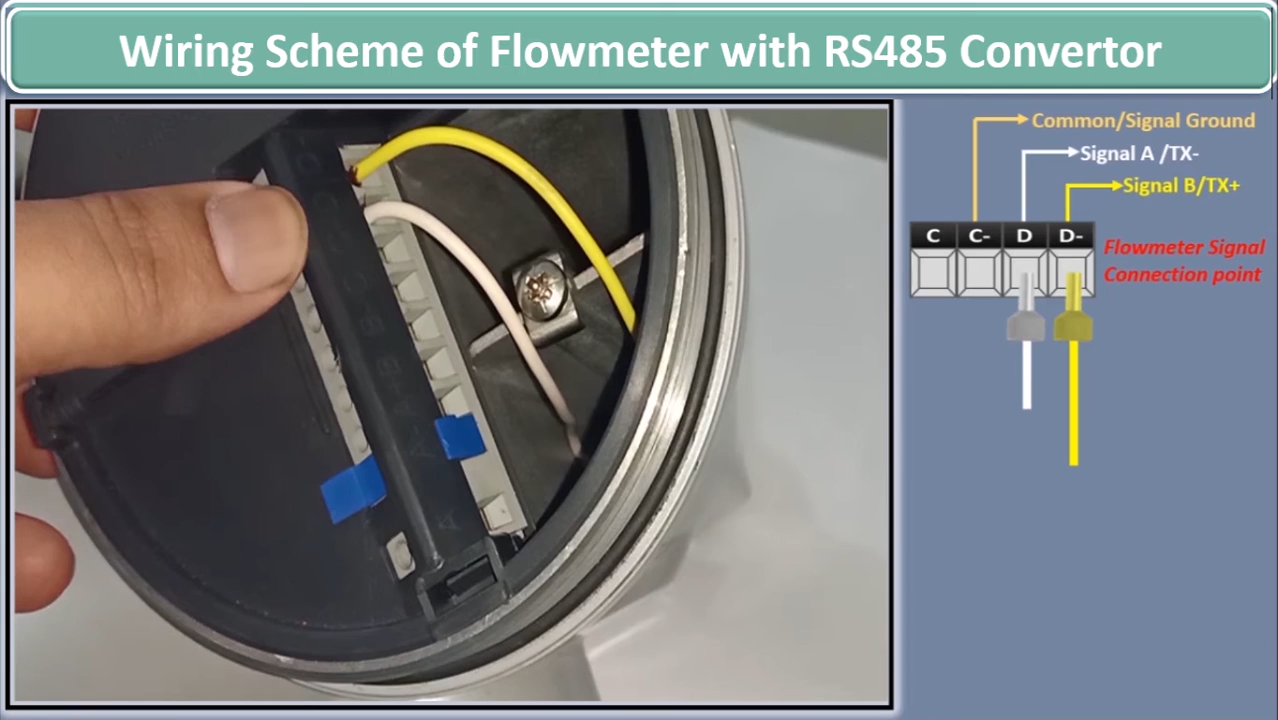 Wiring Scheme of Flowmeter with RS485 Convertor
Common/Signal Ground
Signal A /TX-
Signal B/TX+
C C- D D-
Flowmeter Signal
Connection point